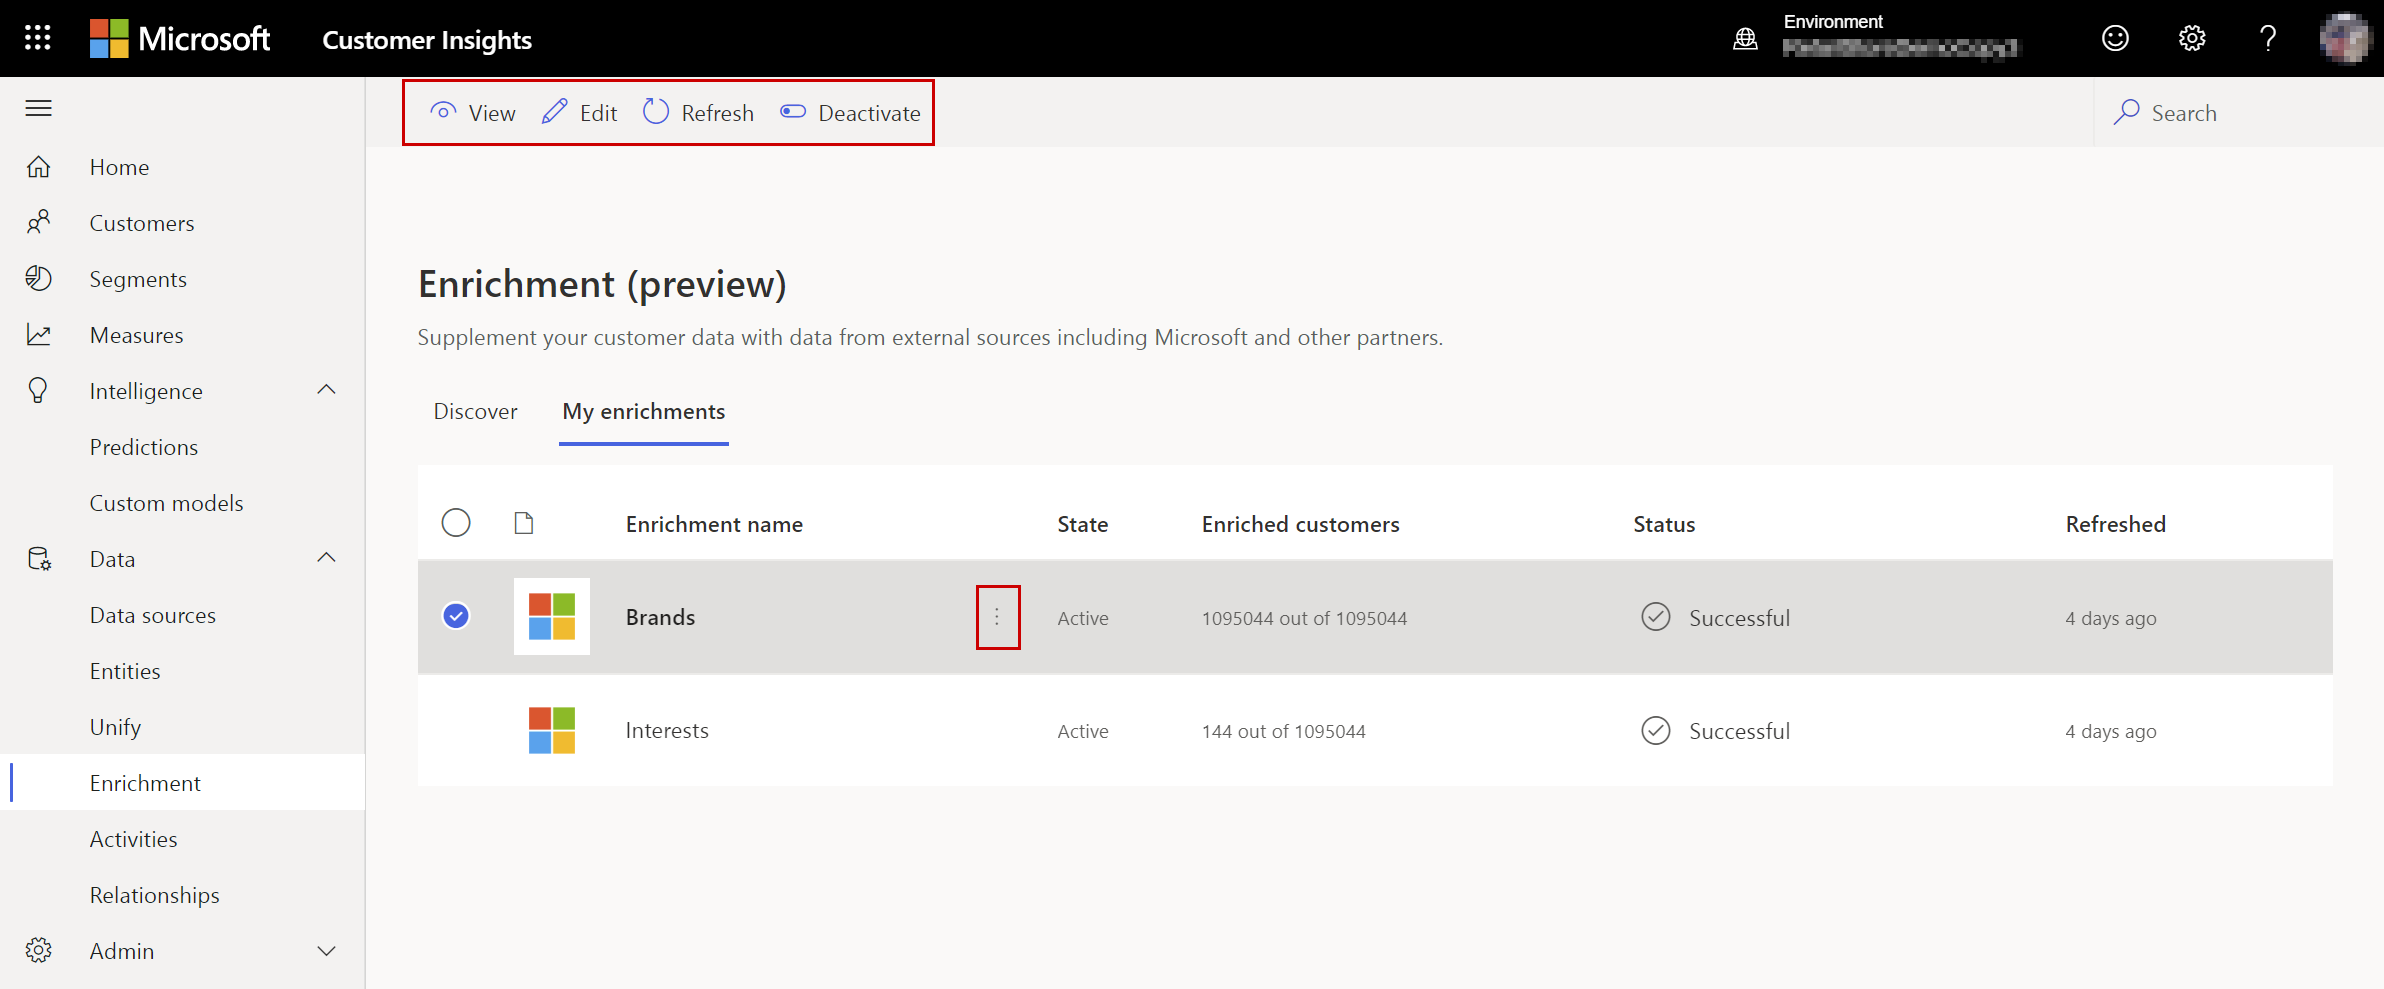 Microsoft Customer Insights Environment
View Edit Refresh Deactivate Search
Home
Customers
Segments
Measures
Intelligence
Predictions
Custom models
Data
Data sources
Entities
Unify
Enrichment
Activities
Relationships
Admin
Enrichment (preview)
Supplement your customer data with data from external sources including Microsoft and other partners.
Discover My enrichments
Enrichment name State Enriched customers Status Refreshed
Brands Active 1095044 out of 1095044 Successful 4 days ago
Interests Active 144 out of 1095044 Successful 4 days ago